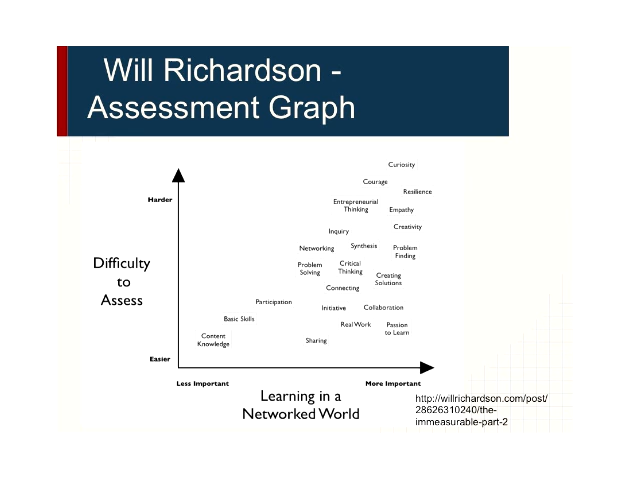 Will Richardson -
Assessment Graph
Curiosity
Courage
Resilience
Harder
Entrepreneurial
Thinking
Empathy
Creativity
Inquiry
Networking
Synthesis
Problem
Finding
Difficulty
to
Assess
Problem
Solving
Critical
Thinking
Creating
Solutions
Connecting
Participation
Initiative
Collaboration
Basic Skills
Real Work
Passion
to Learn
Content
Knowledge
Sharing
Easier
Less Important
More Important
Learning in a
Networked World
http://willrichardson.com/post/
28626310240/the-
immeasurable-part-2